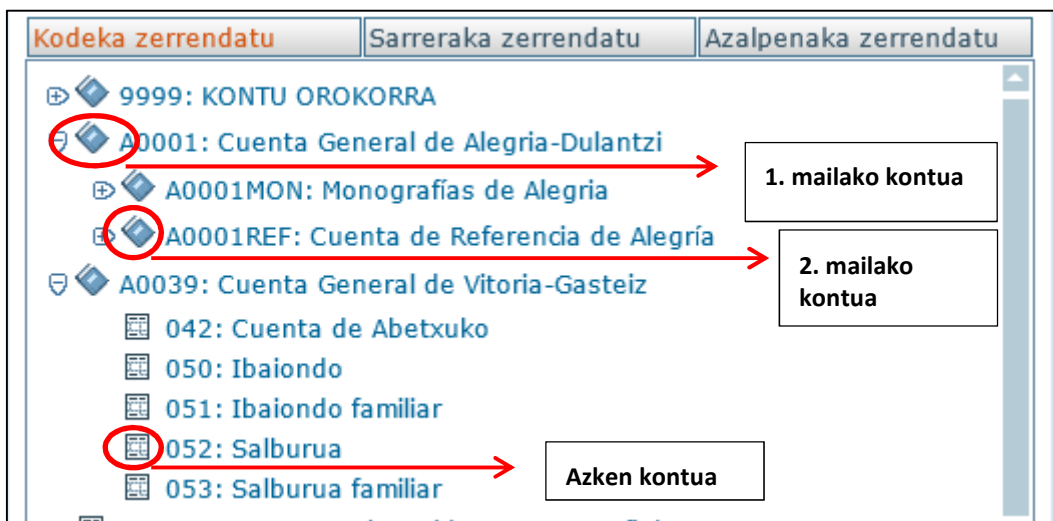 Kodeka zerrendatu Sarreraka zerrendatu Azalpenaka zerrendatu
9999: KONTU OROKORRA
A0001: Cuenta General de Alegria-Dulantzi
1. mailako kontua
A0001MON: Monografías de Alegria
A0001REF: Cuenta de Referencia de Alegría
2. mailako
kontua
A0039: Cuenta General de Vitoria-Gasteiz
042: Cuenta de Abetxuko
050: Ibaiondo
051: Ibaiondo familiar
052: Salburua
Azken kontua
053: Salburua familiar